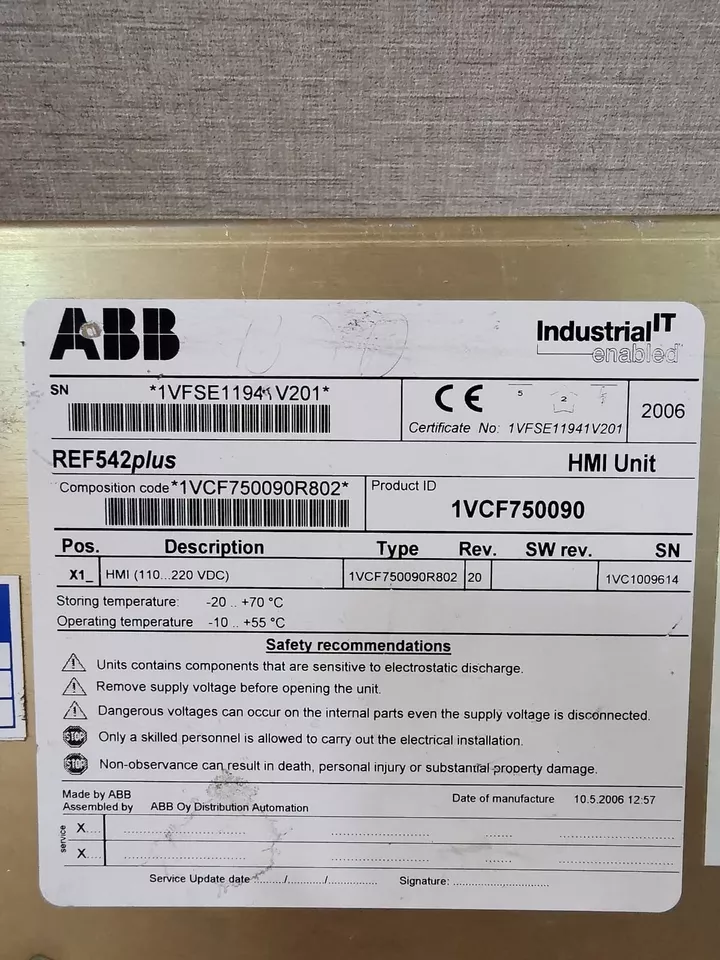 ABB
Industrial IT
enabled
SN *1VFSE11941V201*
CE
5 2
Certificate No: 1VFSE11941V201
2006
REF542plus
HMI Unit
Composition code *1VCF750090R802*
Product ID
1VCF750090
Pos. Description Type Rev. SW rev. SN
X1_ HMI (110...220 VDC) 1VCF750090R802 20 1VC1009614
Storing temperature: -20 .. +70 °C
Operating temperature -10 .. +55 °C
Safety recommendations
Units contains components that are sensitive to electrostatic discharge.
Remove supply voltage before opening the unit.
Dangerous voltages can occur on the internal parts even the supply voltage is disconnected.
STOP Only a skilled personnel is allowed to carry out the electrical installation.
STOP Non-observance can result in death, personal injury or substantial property damage.
Made by ABB
Assembled by ABB Oy Distribution Automation
Date of manufacture 10.5.2006 12:57
service
X....
X....
Service Update date ........./.........../...............
Signature: .............................